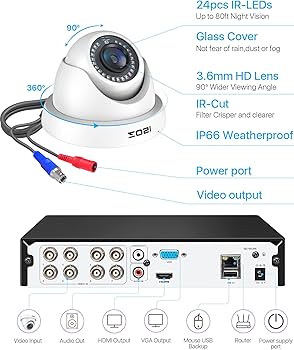 24pcs IR-LEDs
Up to 80ft Night Vision
90°
Glass Cover
Not fear of rain,dust or fog
3.6mm HD Lens
90° Wider Viewing Angle
360°
IR-Cut
Filter Crisper and clearer
ZOSI
IP66 Weatherproof
Power port
Video output
VGA
HDMI
Video Input
Audio Out
HDMI Output
VGA Output
Mouse USB
Backup
Router
Power supply